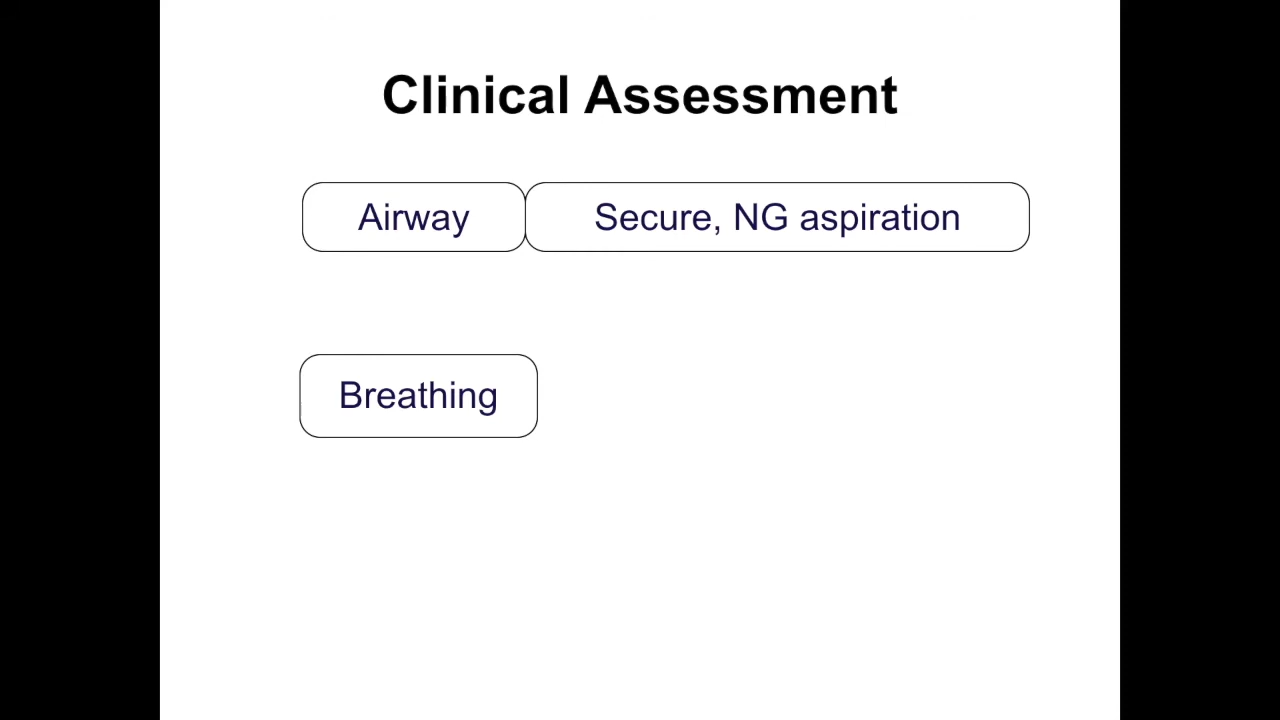 Clinical Assessment
Airway
Secure, NG aspiration
Breathing